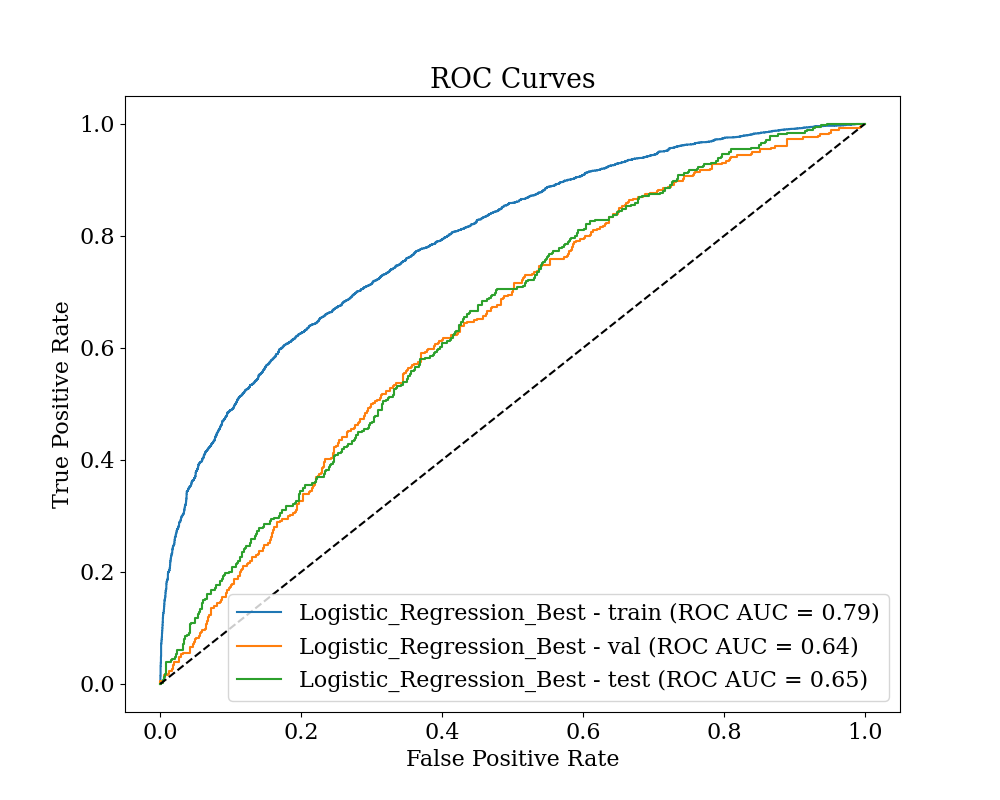 ROC Curves
True Positive Rate
1.0
0.8
0.6
0.4
0.2
0.0
Logistic_Regression_Best - train (ROC AUC = 0.79)
Logistic_Regression_Best - val (ROC AUC = 0.64)
Logistic_Regression_Best - test (ROC AUC = 0.65)
0.0 0.2 0.4 0.6 0.8 1.0
False Positive Rate